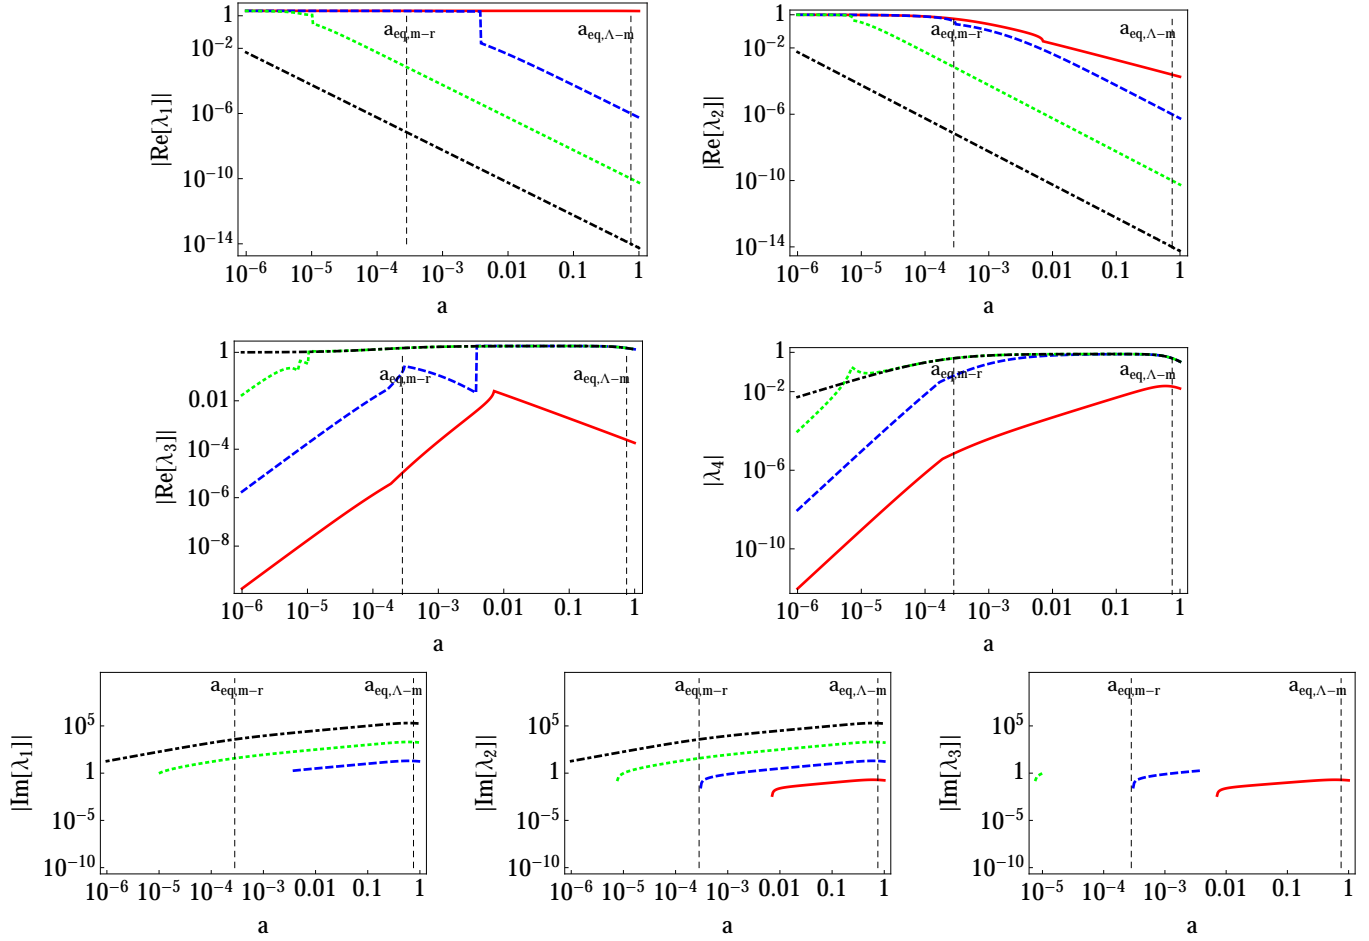 |Re[λ₁]|
1
10⁻²
10⁻⁶
10⁻¹⁰
10⁻¹⁴
a_eq,m−r
a_eq,Λ−m
10⁻⁶ 10⁻⁵ 10⁻⁴ 10⁻³ 0.01 0.1 1
a
|Re[λ₂]|
1
10⁻²
10⁻⁶
10⁻¹⁰
10⁻¹⁴
a_eq,m−r
a_eq,Λ−m
10⁻⁶ 10⁻⁵ 10⁻⁴ 10⁻³ 0.01 0.1 1
a
|Re[λ₃]|
1
0.01
10⁻⁴
10⁻⁶
10⁻⁸
a_eq,m−r
a_eq,Λ−m
10⁻⁶ 10⁻⁵ 10⁻⁴ 10⁻³ 0.01 0.1 1
a
|λ₄|
1
10⁻²
10⁻⁶
10⁻¹⁰
a_eq,m−r
a_eq,Λ−m
10⁻⁶ 10⁻⁵ 10⁻⁴ 10⁻³ 0.01 0.1 1
a
|Im[λ₁]|
10⁵
1
10⁻⁵
10⁻¹⁰
a_eq,m−r
a_eq,Λ−m
10⁻⁶ 10⁻⁵ 10⁻⁴ 10⁻³ 0.01 0.1 1
a
|Im[λ₂]|
10⁵
1
10⁻⁵
10⁻¹⁰
a_eq,m−r
a_eq,Λ−m
10⁻⁶ 10⁻⁵ 10⁻⁴ 10⁻³ 0.01 0.1 1
a
|Im[λ₃]|
10⁵
1
10⁻⁵
10⁻¹⁰
a_eq,m−r
a_eq,Λ−m
10⁻⁵ 10⁻⁴ 10⁻³ 0.01 0.1 1
a